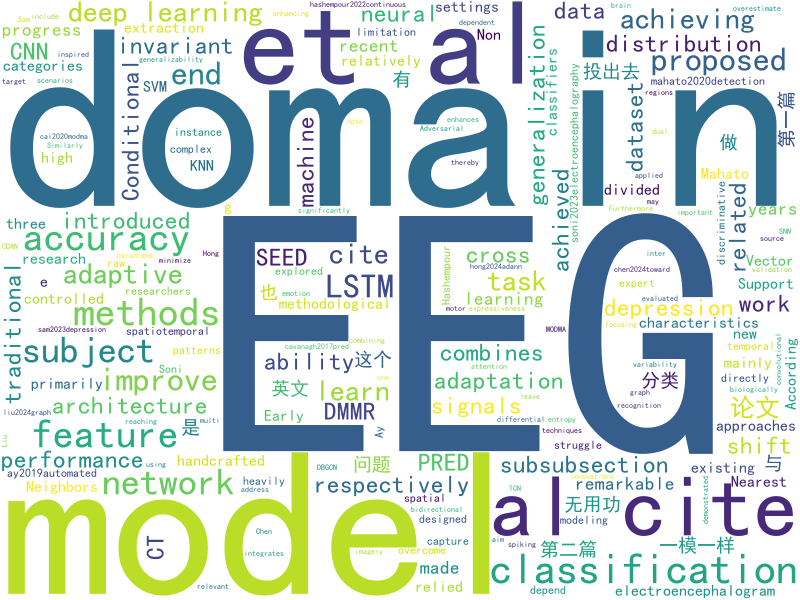 hashempour2022continuous
Sam include
enhancing
dependent
brain
overestimate
deep learning
settings
data
achieving
progress
extraction
neural
et al
limitation
Non
distribution
CNN
invariant
recent
target
scenarios
inspired
categories
end
generalizability
relatively
proposed
SVM
有
投出去
mahato2020detection
regions
domain
Conditional
cai2020modma
Similarly
instance
complex
KNN
high
machine
note
Adversarial
enhances
thereby
generalization
classifiers
soni2023electroencephalography
dataset
dual
做
第一篇
applied
divided
may
Mahato
related
discriminative
Furthermore
important
years
SNN
source
three
introduced
significantly
g
CDAN
research
accuracy
paradigms
raw
Hong
minimize
adaptive
researchers
controlled
e
SEED
cite
explored
也
emotion
LSTM
methodological
Hashempour
cross
hong2024adann
task
learning
motor
expressiveness
achieved
inter
chen2024toward
Vector
validation
Support
expert
evaluated
focusing
According
EEG
traditional
methods
spatiotemporal
sam2023depression
subject
patterns
cavanagh2017pred
combining
ability
这个
attention
one
combines
MODMA
depression
work
characteristics
new
temporal
mainly
variability
biologically
convolutional
directly
graph
recognition
primarily
Soni
improve
liu2024graph
英文
learn
adaptation
leave
分类
论文
architecture
multi
reaching
Early
DMMR
signals
differential
entropy
techniques
struggle
approaches
feature
是
Liu
Ay
shift
performance
using
handcrafted
DBGCN
问题
PRED
TCN
innovations
subsubsection
existing
与
ay2019automated
Neighbors
heavily
address
respectively
remarkable
Nearest
network
bidirectional
spatial
designed
modeling
aim
spiking
无用功
demonstrated
model
CT
Chen
integrates
capture
overcome
imagery
made
relied
relevant
al cite
第二篇
一模一样
classification
depend
electroencephalogram